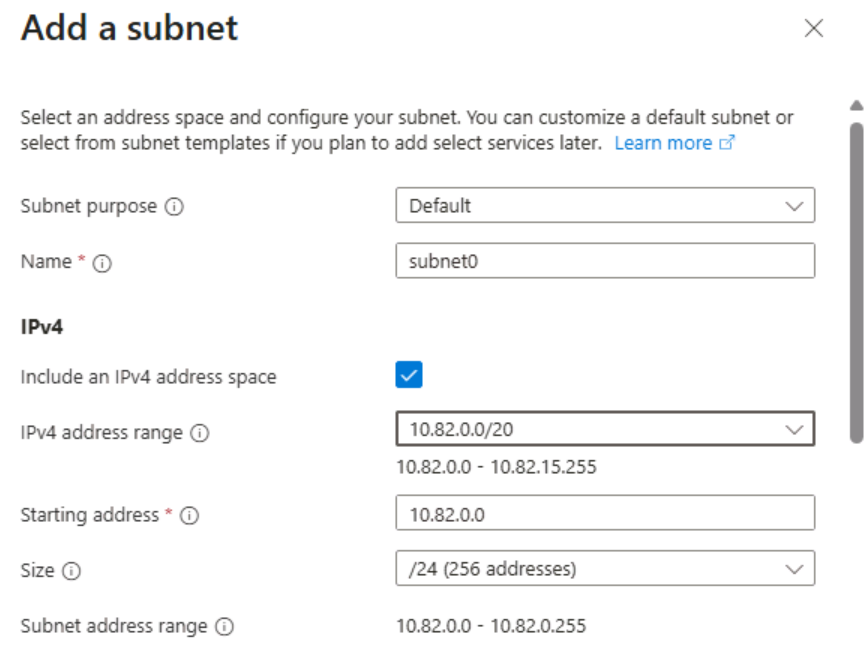 Add a subnet
Select an address space and configure your subnet. You can customize a default subnet or
select from subnet templates if you plan to add select services later. Learn more
Subnet purpose Default
Name * subnet0
IPv4
Include an IPv4 address space
IPv4 address range 10.82.0.0/20
10.82.0.0 - 10.82.15.255
Starting address * 10.82.0.0
Size /24 (256 addresses)
Subnet address range 10.82.0.0 - 10.82.0.255